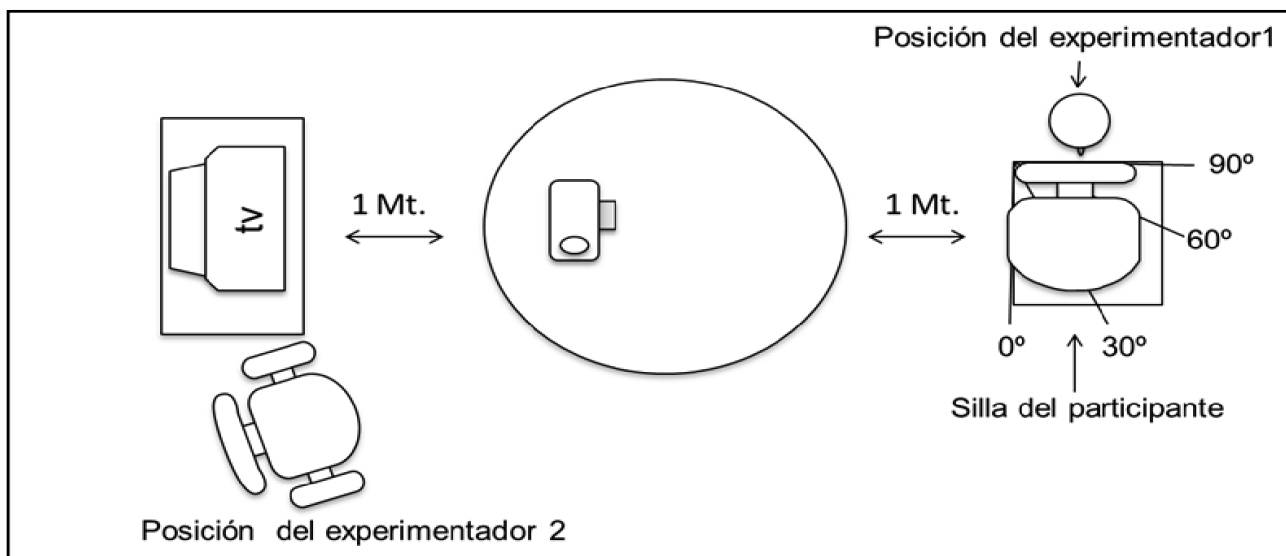 Posición del experimentador1
90º
1 Mt.
1 Mt.
tv
60º
0º
30º
Silla del participante
Posición del experimentador 2